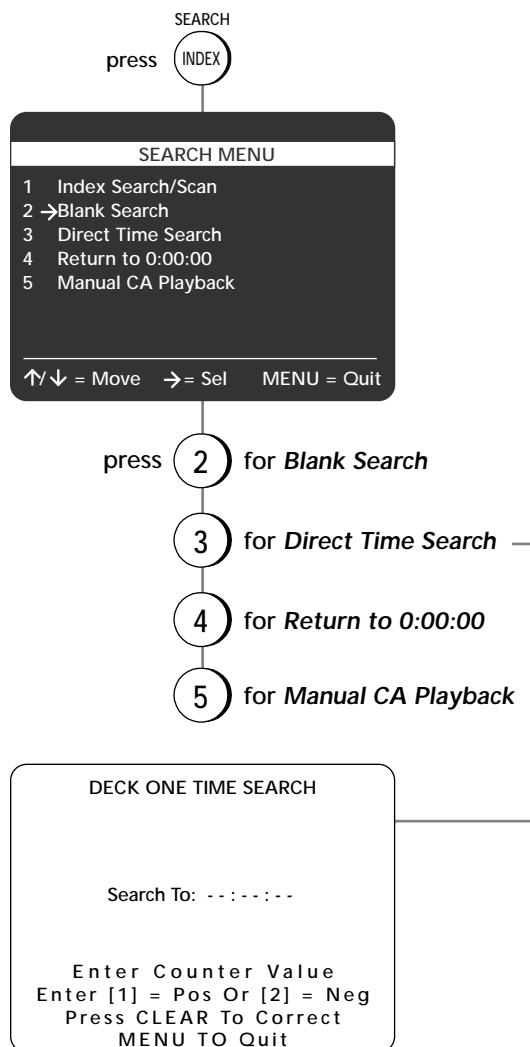 SEARCH
press INDEX
SEARCH MENU
1 Index Search/Scan
2 →Blank Search
3 Direct Time Search
4 Return to 0:00:00
5 Manual CA Playback
↑/↓ = Move →= Sel MENU = Quit
press 2 for Blank Search
3 for Direct Time Search
4 for Return to 0:00:00
5 for Manual CA Playback
DECK ONE TIME SEARCH
Search To: - - : - - : - -
Enter Counter Value
Enter [1] = Pos Or [2] = Neg
Press CLEAR To Correct
MENU TO Quit